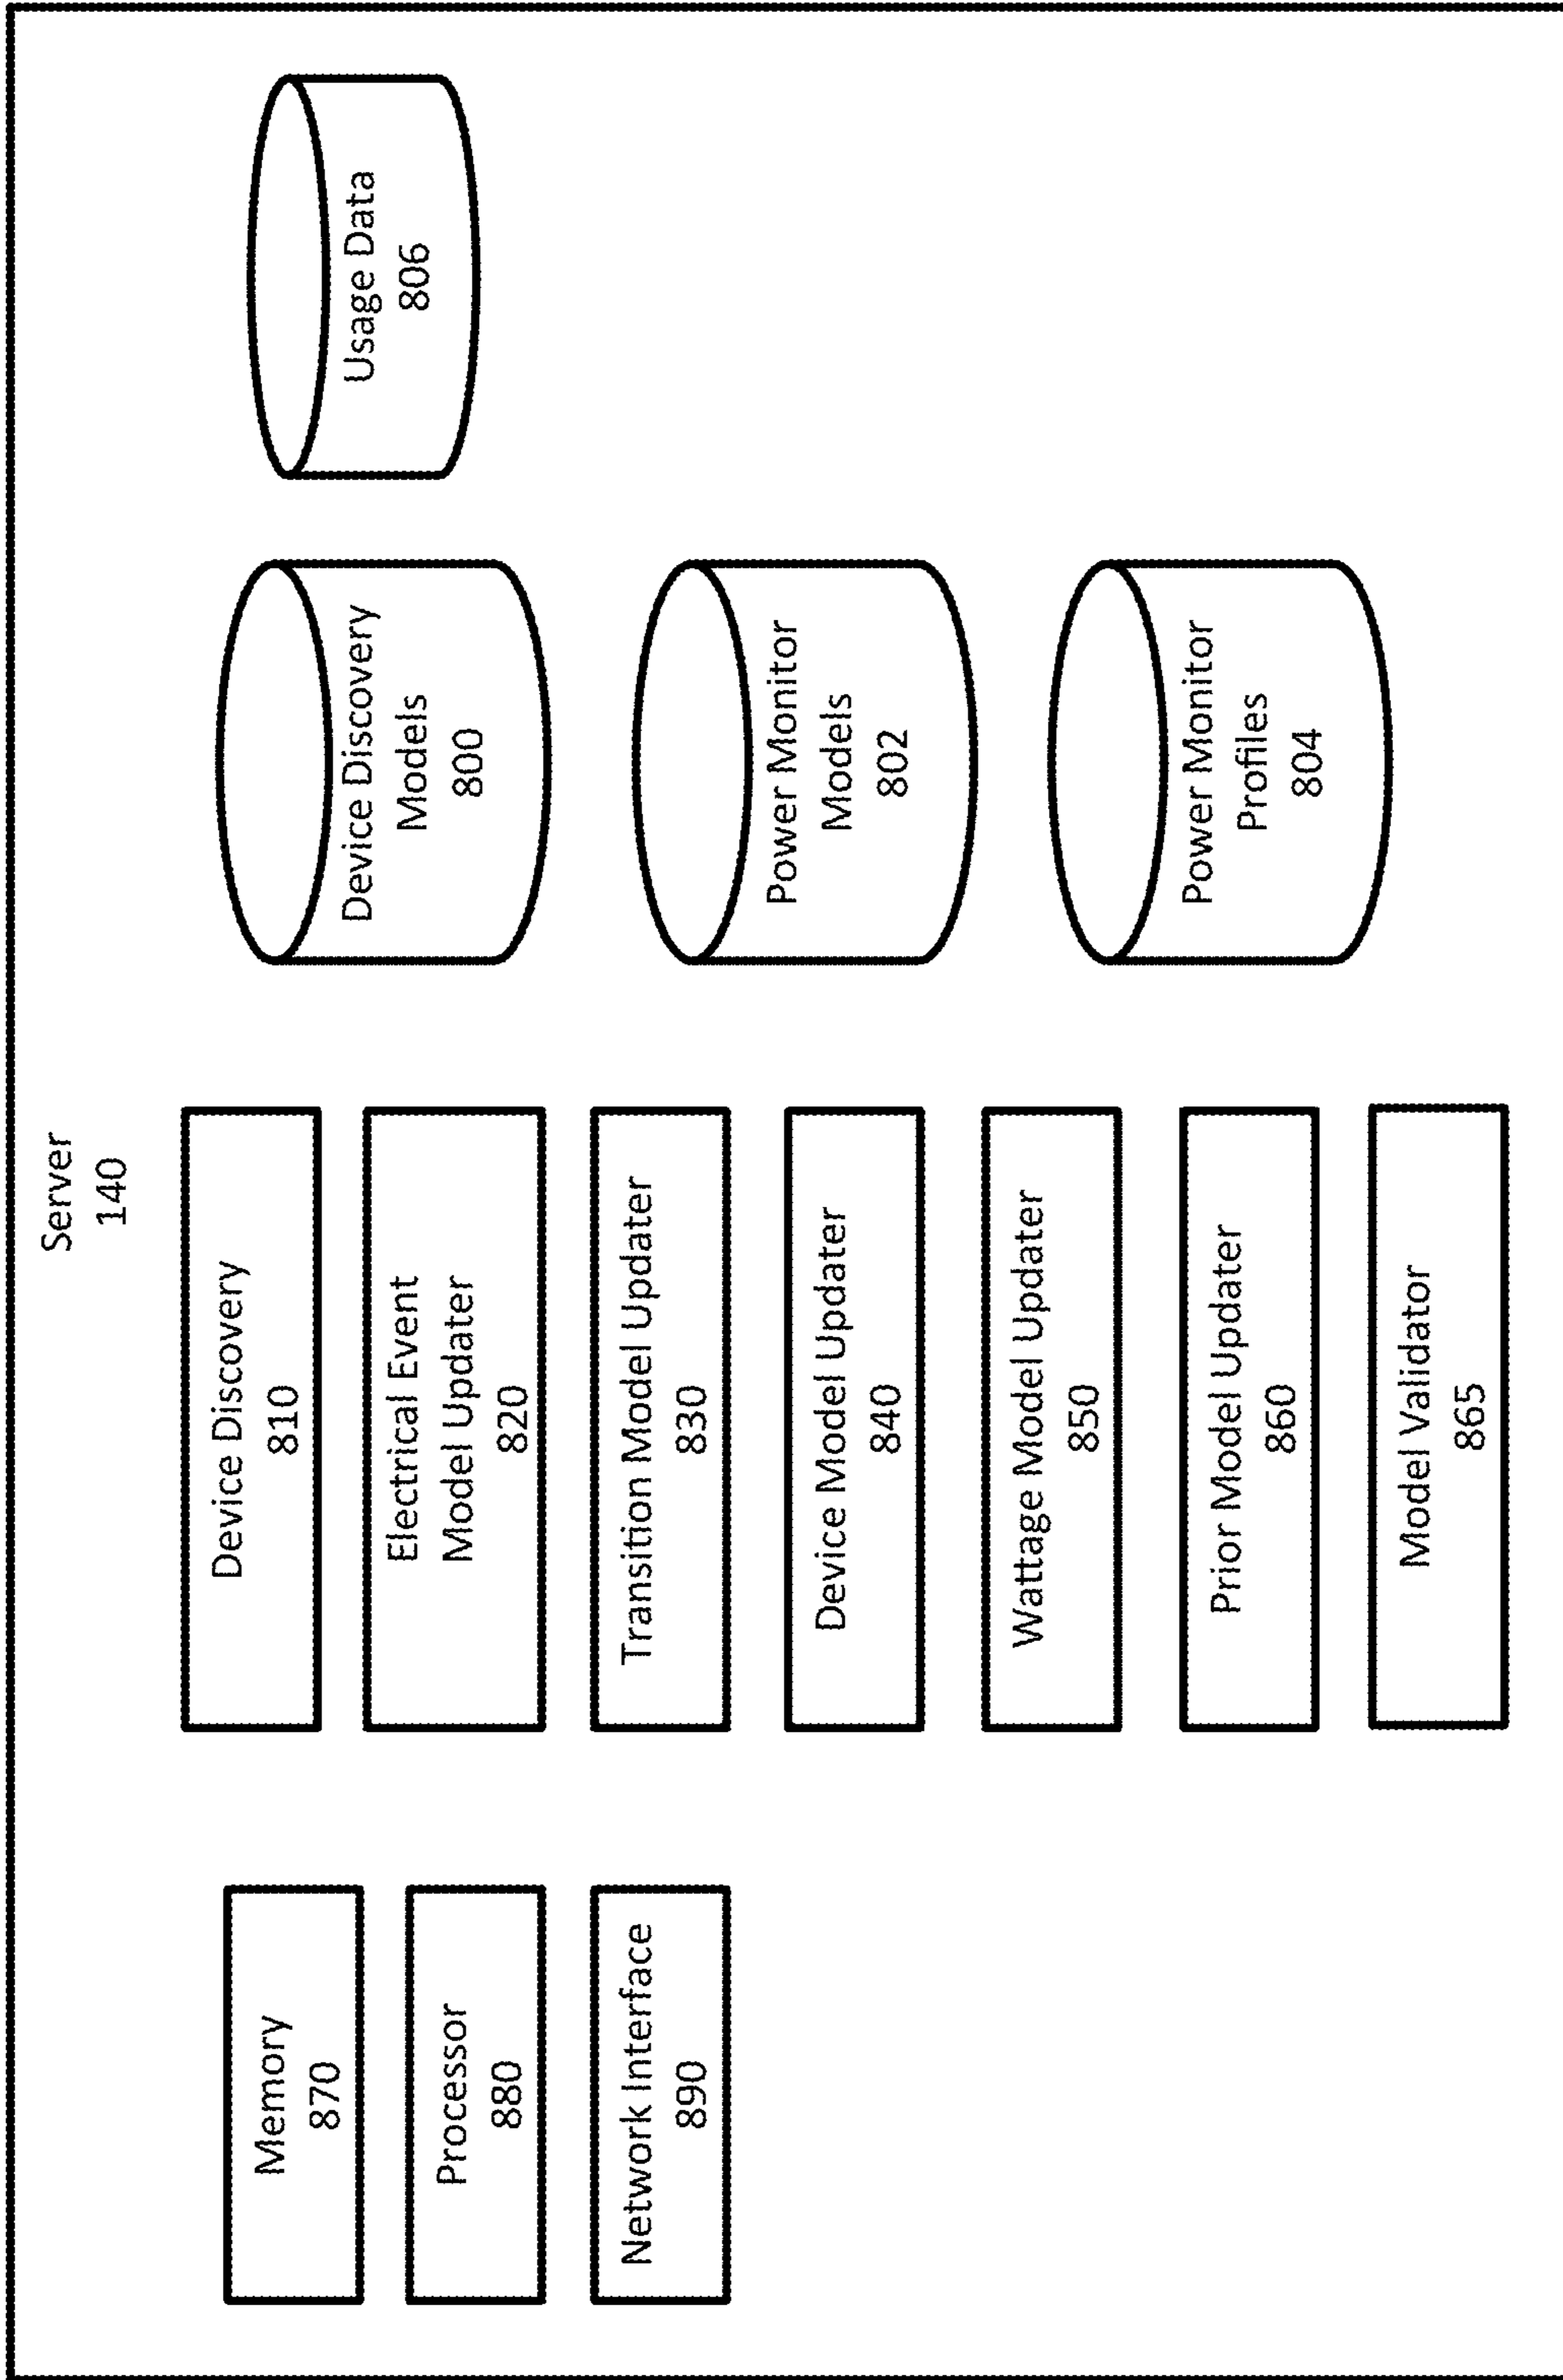 Server
140
Memory
870
Processor
880
Network Interface
890
Device Discovery
810
Electrical Event
Model Updater
820
Transition Model Updater
830
Device Model Updater
840
Wattage Model Updater
850
Prior Model Updater
860
Model Validator
865
Device Discovery
Models
800
Power Monitor
Models
802
Power Monitor
Profiles
804
Usage Data
806